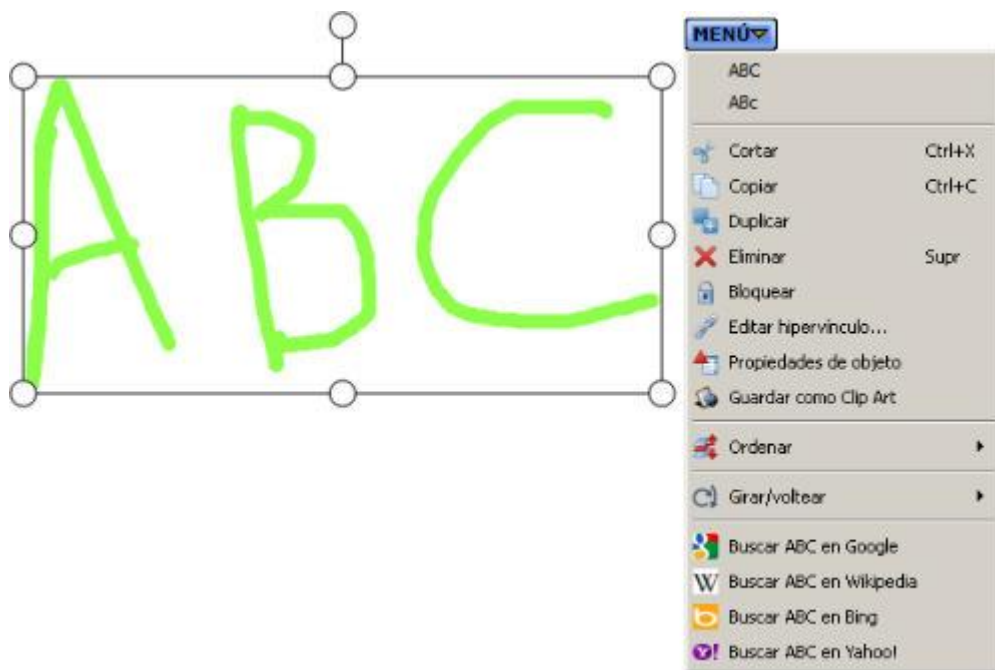 ABC
MENÚ
ABC
ABc
Cortar Ctrl+X
Copiar Ctrl+C
Duplicar
Eliminar Supr
Bloquear
Editar hipervínculo...
Propiedades de objeto
Guardar como Clip Art
Ordenar
Girar/voltear
Buscar ABC en Google
W Buscar ABC en Wikipedia
b Buscar ABC en Bing
Y! Buscar ABC en Yahoo!